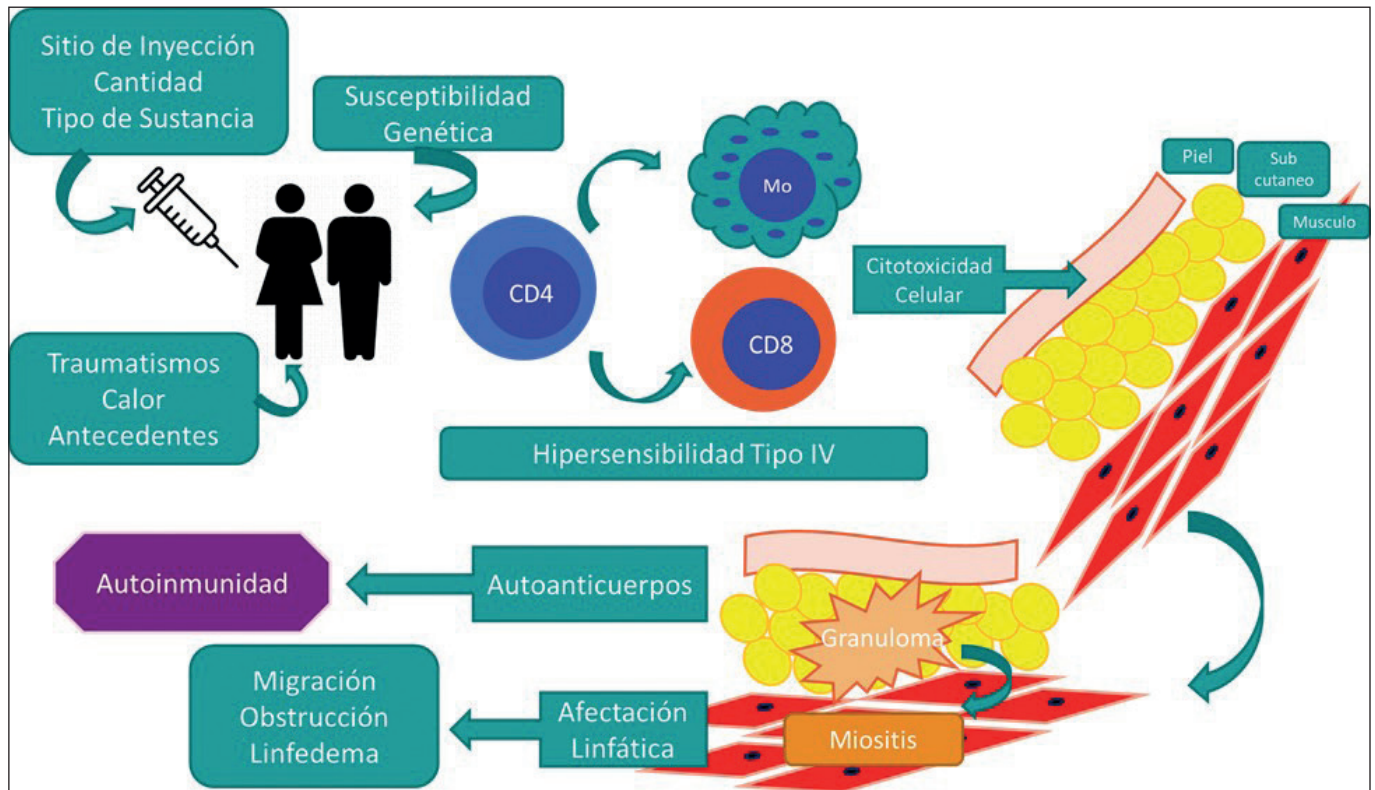 Sitio de Inyección
Cantidad
Tipo de Sustancia
Susceptibilidad
Genética
Traumatismos
Calor
Antecedentes
CD4
Mo
CD8
Hipersensibilidad Tipo IV
Citotoxicidad
Celular
Piel
Sub
cutaneo
Musculo
Granuloma
Miositis
Autoanticuerpos
Autoinmunidad
Afectación
Linfática
Migración
Obstrucción
Linfedema